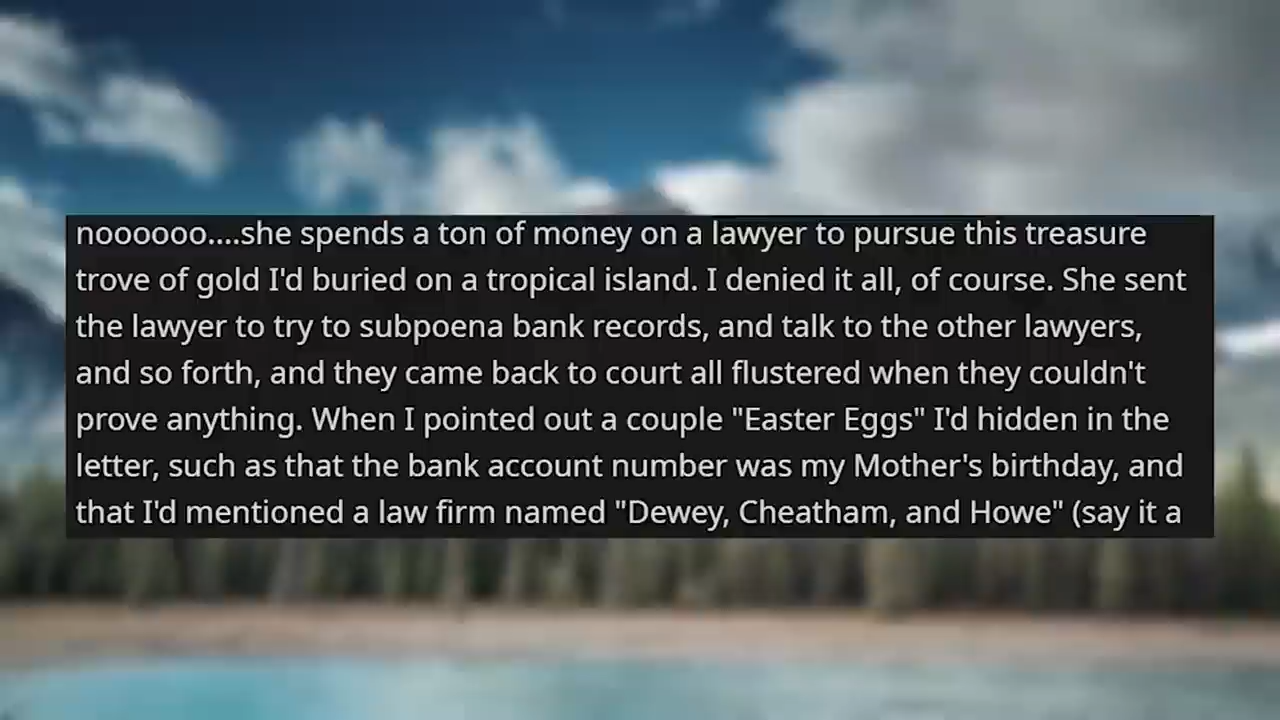 noooooo....she spends a ton of money on a lawyer to pursue this treasure
trove of gold I'd buried on a tropical island. I denied it all, of course. She sent
the lawyer to try to subpoena bank records, and talk to the other lawyers,
and so forth, and they came back to court all flustered when they couldn't
prove anything. When I pointed out a couple "Easter Eggs" I'd hidden in the
letter, such as that the bank account number was my Mother's birthday, and
that I'd mentioned a law firm named "Dewey, Cheatham, and Howe" (say it a